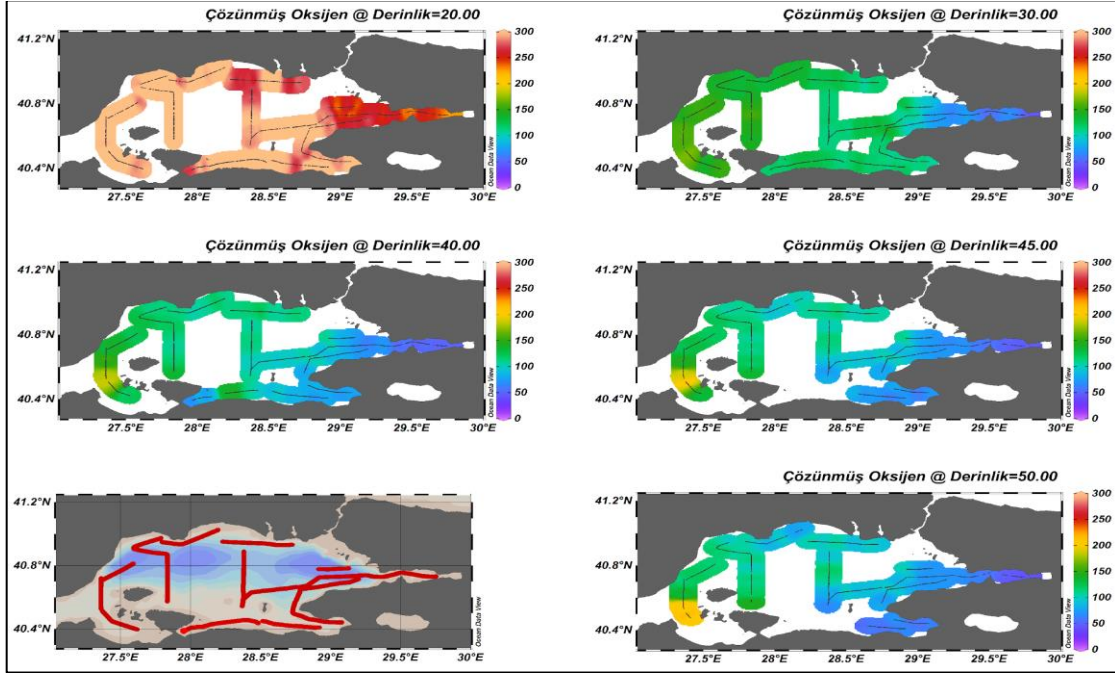 Çözünmüş Oksijen @ Derinlik=20.00
41.2°N
40.8°N
40.4°N
27.5°E 28°E 28.5°E 29°E 29.5°E 30°E
300
250
200
150
100
50
0
Ocean Data View
Çözünmüş Oksijen @ Derinlik=30.00
41.2°N
40.8°N
40.4°N
27.5°E 28°E 28.5°E 29°E 29.5°E 30°E
300
250
200
150
100
50
0
Ocean Data View
Çözünmüş Oksijen @ Derinlik=40.00
41.2°N
40.8°N
40.4°N
27.5°E 28°E 28.5°E 29°E 29.5°E 30°E
300
250
200
150
100
50
0
Ocean Data View
Çözünmüş Oksijen @ Derinlik=45.00
41.2°N
40.8°N
40.4°N
27.5°E 28°E 28.5°E 29°E 29.5°E 30°E
300
250
200
150
100
50
0
Ocean Data View
41.2°N
40.8°N
40.4°N
27.5°E 28°E 28.5°E 29°E 29.5°E 30°E
Ocean Data View
Çözünmüş Oksijen @ Derinlik=50.00
41.2°N
40.8°N
40.4°N
27.5°E 28°E 28.5°E 29°E 29.5°E 30°E
300
250
200
150
100
50
0
Ocean Data View